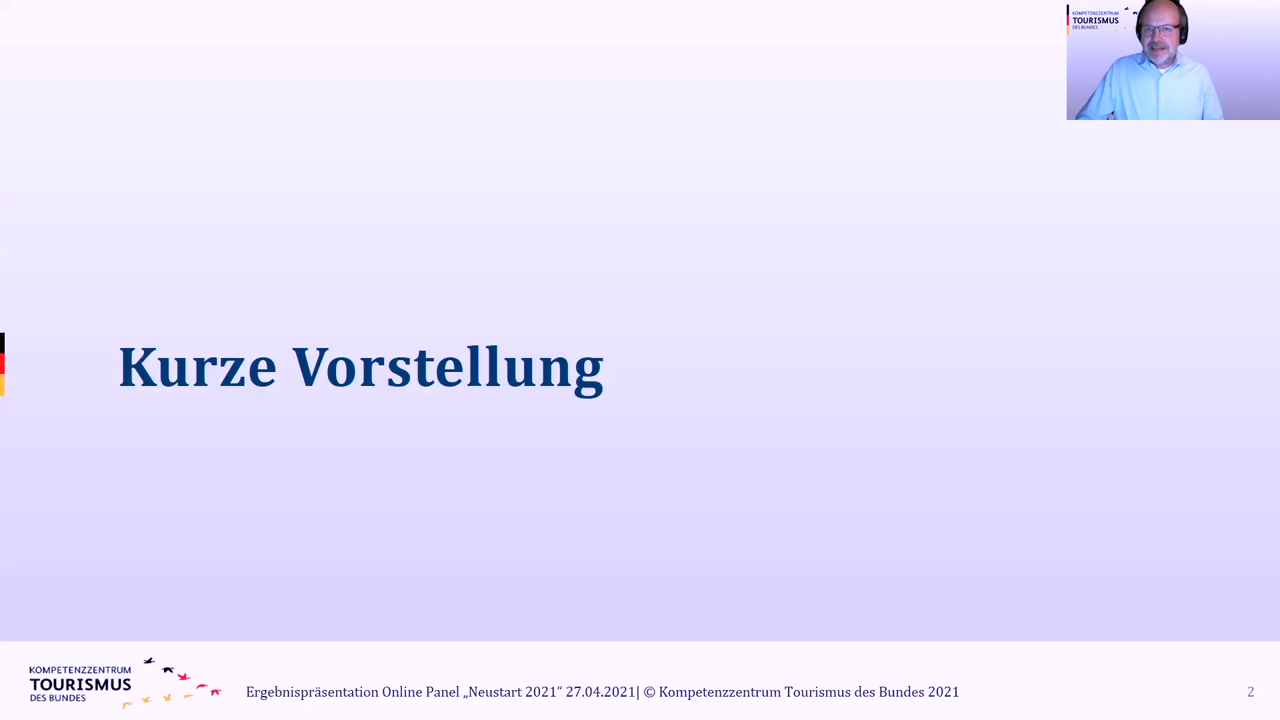 KOMPETENZZENTRUM
TOURISMUS
DES BUNDES
Kurze Vorstellung
KOMPETENZZENTRUM
TOURISMUS
DES BUNDES
Ergebnispräsentation Online Panel „Neustart 2021“ 27.04.2021| © Kompetenzzentrum Tourismus des Bundes 2021
2